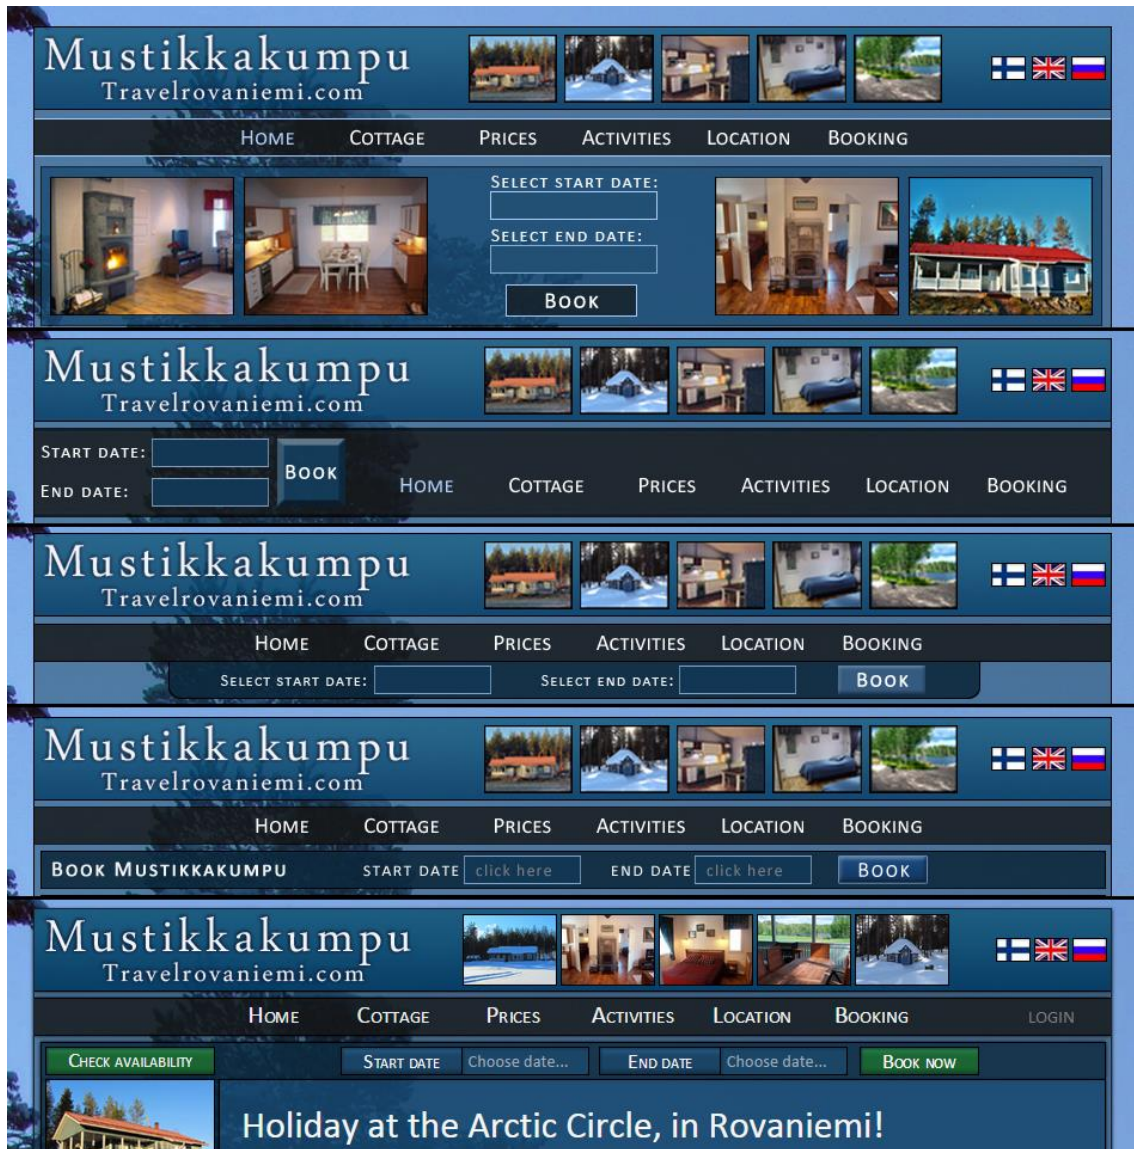 Mustikkakumpu
Travelrovaniemi.com
Home Cottage Prices Activities Location Booking
Select start date:
Select end date:
Book
Mustikkakumpu
Travelrovaniemi.com
Start date:
End date:
Book
Home Cottage Prices Activities Location Booking
Mustikkakumpu
Travelrovaniemi.com
Home Cottage Prices Activities Location Booking
Select start date: Select end date: Book
Mustikkakumpu
Travelrovaniemi.com
Home Cottage Prices Activities Location Booking
Book Mustikkakumpu start date click here end date click here Book
Mustikkakumpu
Travelrovaniemi.com
Home Cottage Prices Activities Location Booking LOGIN
Check availability Start date Choose date... End date Choose date... Book now
Holiday at the Arctic Circle, in Rovaniemi!